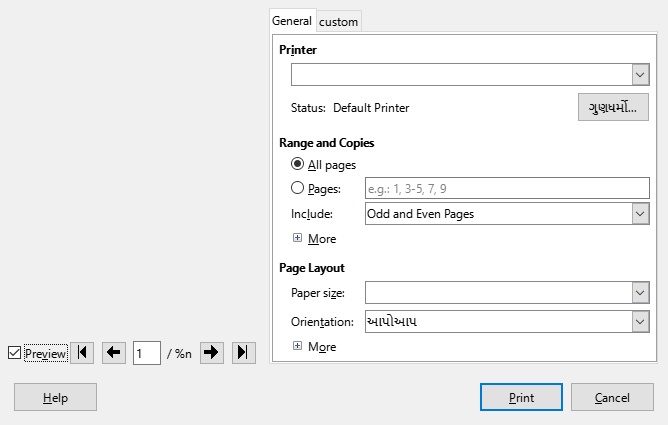 General custom
Printer
Status: Default Printer ગુણધર્મો...
Range and Copies
All pages
Pages: e.g.: 1, 3-5, 7, 9
Include: Odd and Even Pages
More
Page Layout
Paper size:
Orientation: આપોઆપ
More
Preview 1 / %n
Help Print Cancel